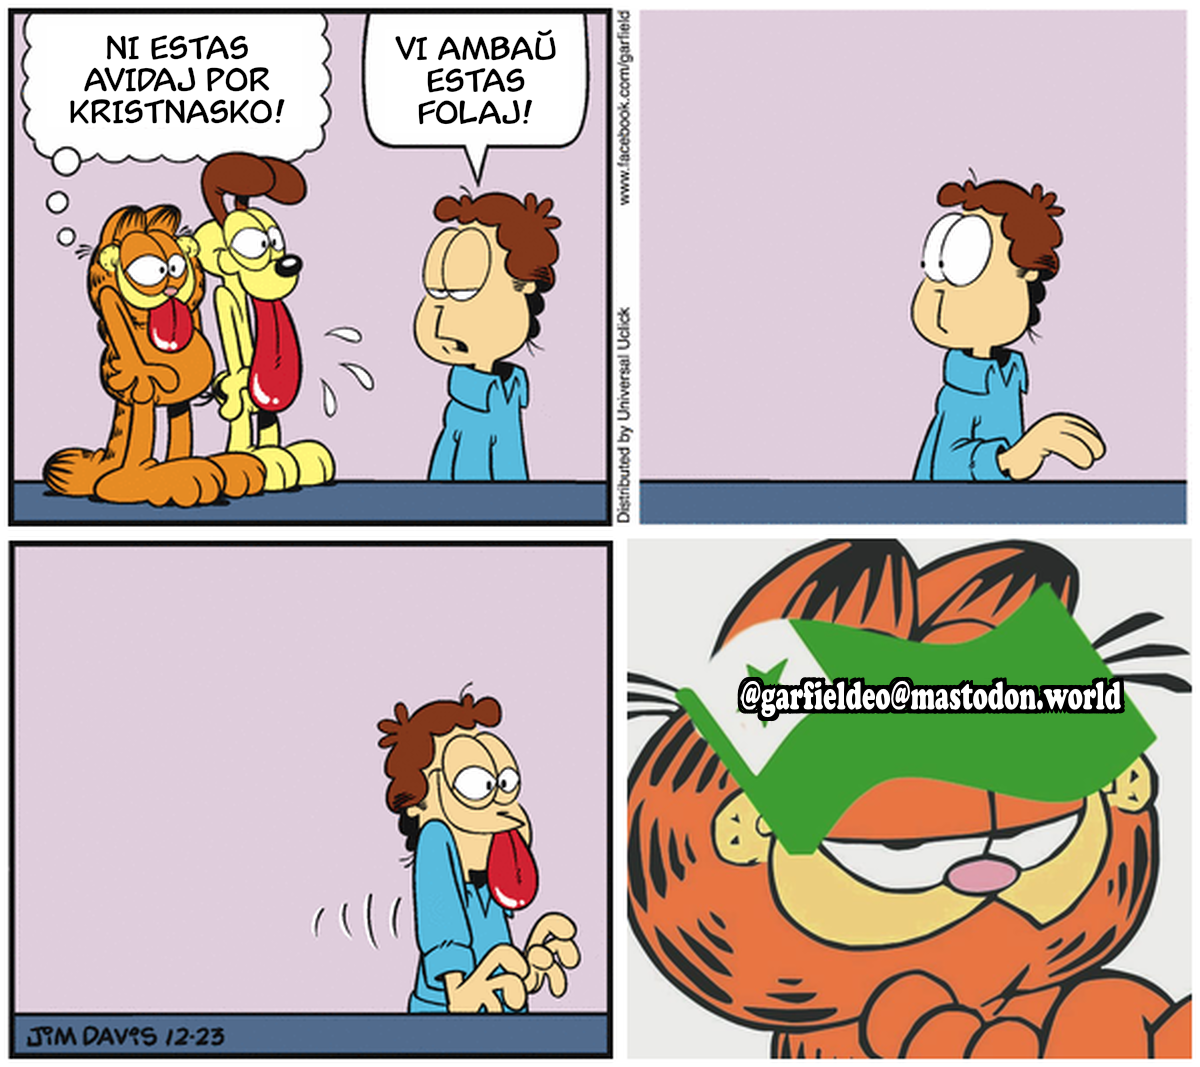 NI ESTAS
AVIDAJ POR
KRISTNASKO!
VI AMBAŬ
ESTAS
FOLAJ!
www.facebook.com/garfield
Distributed by Universal Uclick
JIM DAVIS 12-23
@garfieldeo@mastodon.world